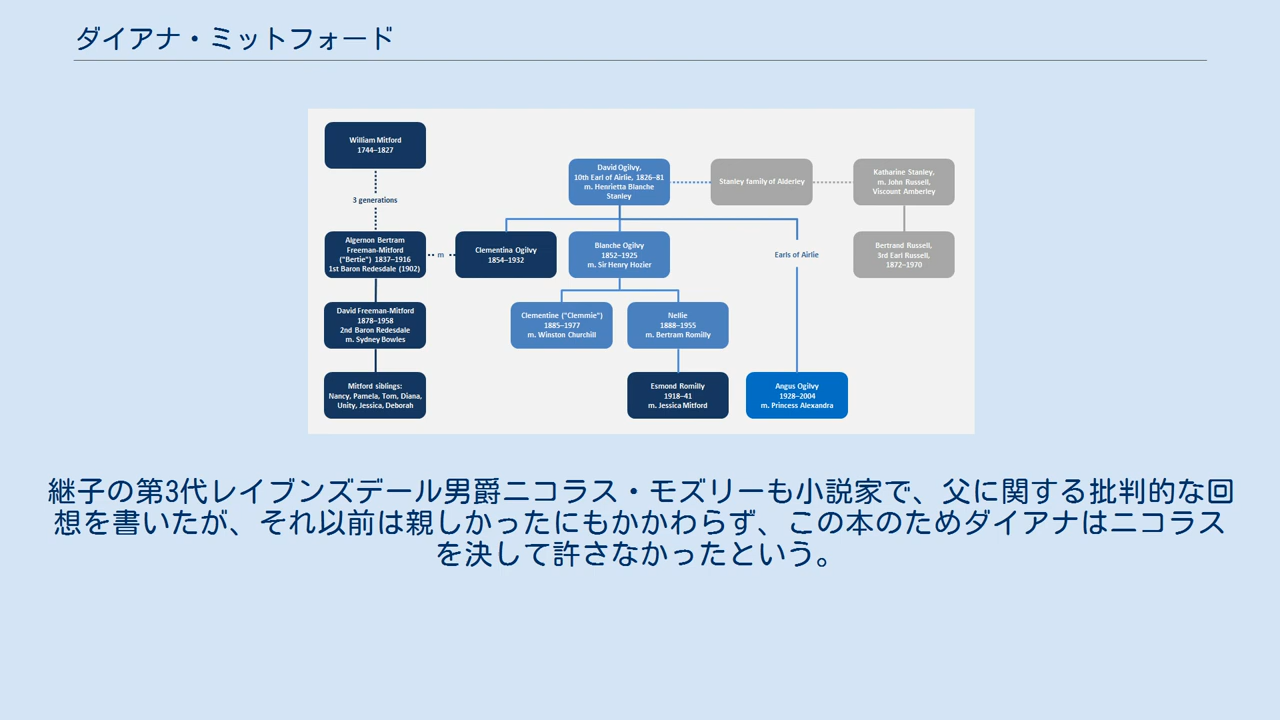 ダイアナ・ミットフォード
William Mitford
1744–1827
3 generations
Algernon Bertram
Freeman-Mitford
("Bertie") 1837–1916
1st Baron Redesdale (1902)
m
Clementina Ogilvy
1854–1932
David Freeman-Mitford
1878–1958
2nd Baron Redesdale
m. Sydney Bowles
Mitford siblings:
Nancy, Pamela, Tom, Diana,
Unity, Jessica, Deborah
David Ogilvy,
10th Earl of Airlie, 1826–81
m. Henrietta Blanche
Stanley
Stanley family of Alderley
Katharine Stanley,
m. John Russell,
Viscount Amberley
Blanche Ogilvy
1852–1925
m. Sir Henry Hozier
Earls of Airlie
Bertrand Russell,
3rd Earl Russell,
1872–1970
Clementine ("Clemmie")
1885–1977
m. Winston Churchill
Nellie
1888–1955
m. Bertram Romilly
Esmond Romilly
1918–41
m. Jessica Mitford
Angus Ogilvy
1928–2004
m. Princess Alexandra
継子の第3代レイブンズデール男爵ニコラス・モズリーも小説家で、父に関する批判的な回
想を書いたが、それ以前は親しかったにもかかわらず、この本のためダイアナはニコラス
を決して許さなかったという。